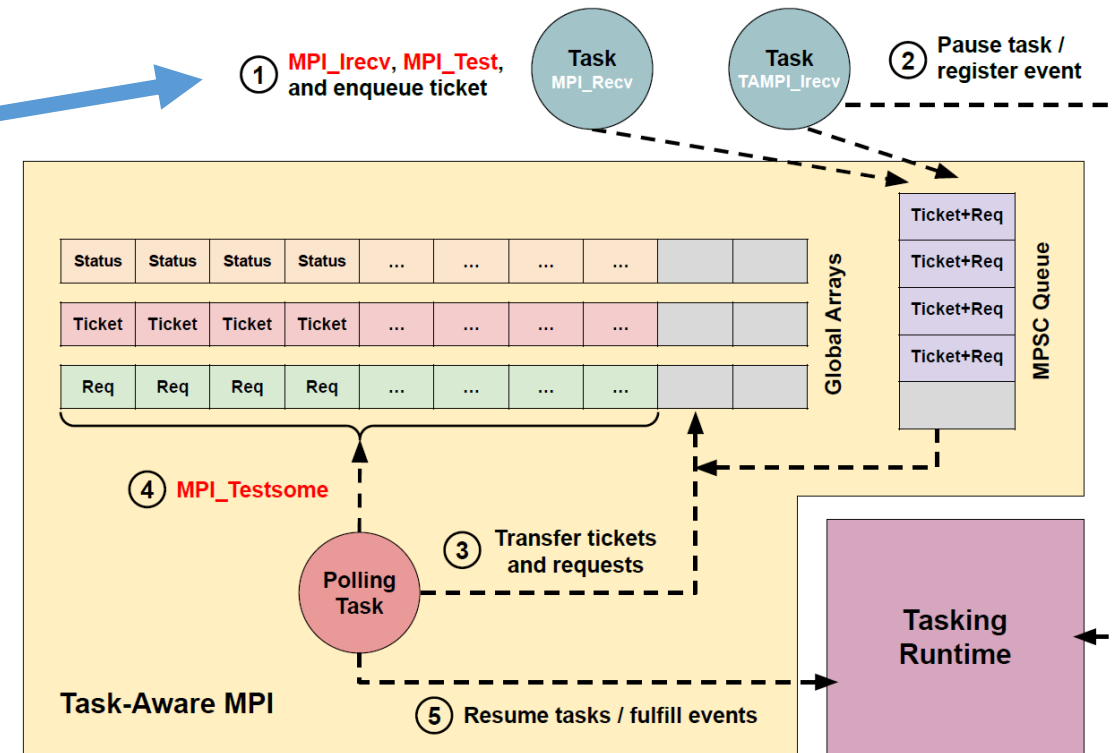 1 MPI_Irecv, MPI_Test,
and enqueue ticket
Task
MPI_Recv
Task
TAMPI_Irecv
2 Pause task /
register event
Status Status Status Status ... ... ... ...
Ticket Ticket Ticket Ticket ... ... ... ...
Req Req Req Req ... ... ... ...
Global Arrays
Ticket+Req
Ticket+Req
Ticket+Req
Ticket+Req
MPSC Queue
4 MPI_Testsome
3 Transfer tickets
and requests
Polling
Task
Tasking
Runtime
Task-Aware MPI
5 Resume tasks / fulfill events